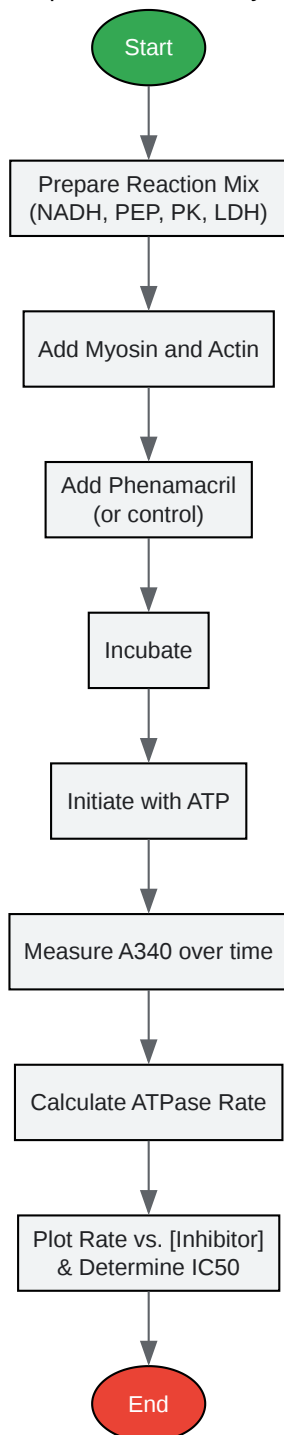 Start
Prepare Reaction Mix
(NADH, PEP, PK, LDH)
Add Myosin and Actin
Add Phenamacril
(or control)
Incubate
Initiate with ATP
Measure A340 over time
Calculate ATPase Rate
Plot Rate vs. [Inhibitor]
& Determine IC50
End